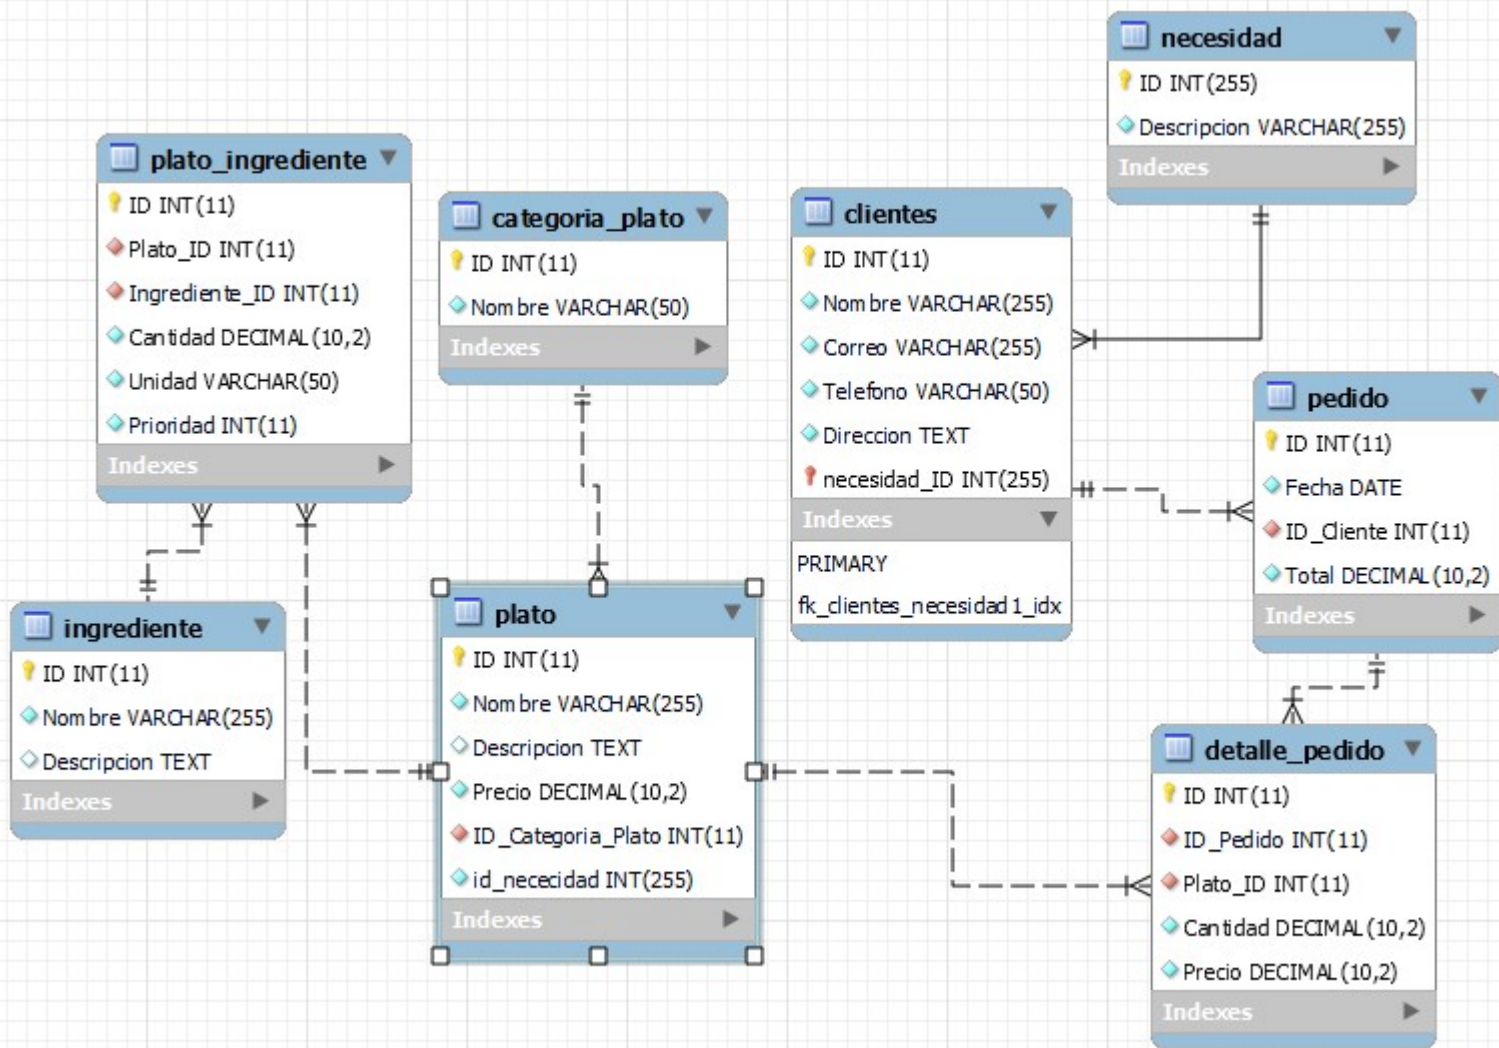 necesidad
ID INT(255)
Descripcion VARCHAR(255)
Indexes
plato_ingrediente
ID INT(11)
Plato_ID INT(11)
Ingrediente_ID INT(11)
Cantidad DECIMAL(10,2)
Unidad VARCHAR(50)
Prioridad INT(11)
Indexes
categoria_plato
ID INT(11)
Nombre VARCHAR(50)
Indexes
clientes
ID INT(11)
Nombre VARCHAR(255)
Correo VARCHAR(255)
Telefono VARCHAR(50)
Direccion TEXT
necesidad_ID INT(255)
Indexes
PRIMARY
fk_clientes_necesidad1_idx
pedido
ID INT(11)
Fecha DATE
ID_Cliente INT(11)
Total DECIMAL(10,2)
Indexes
ingrediente
ID INT(11)
Nombre VARCHAR(255)
Descripcion TEXT
Indexes
plato
ID INT(11)
Nombre VARCHAR(255)
Descripcion TEXT
Precio DECIMAL(10,2)
ID_Categoria_Plato INT(11)
id_nececidad INT(255)
Indexes
detalle_pedido
ID INT(11)
ID_Pedido INT(11)
Plato_ID INT(11)
Cantidad DECIMAL(10,2)
Precio DECIMAL(10,2)
Indexes